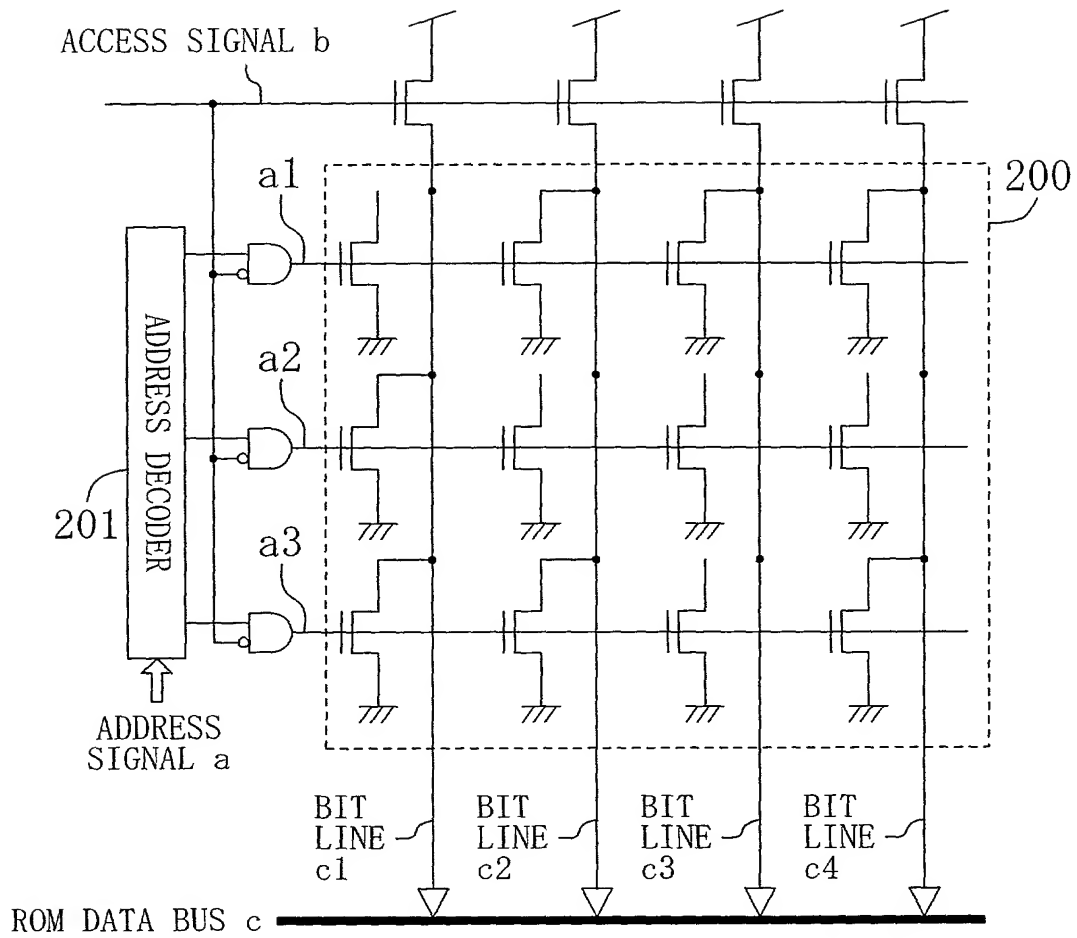 ACCESS SIGNAL b
200
a1
ADDRESS DECODER
a2
201
a3
ADDRESS
SIGNAL a
BIT
LINE
c1
BIT
LINE
c2
BIT
LINE
c3
BIT
LINE
c4
ROM DATA BUS c